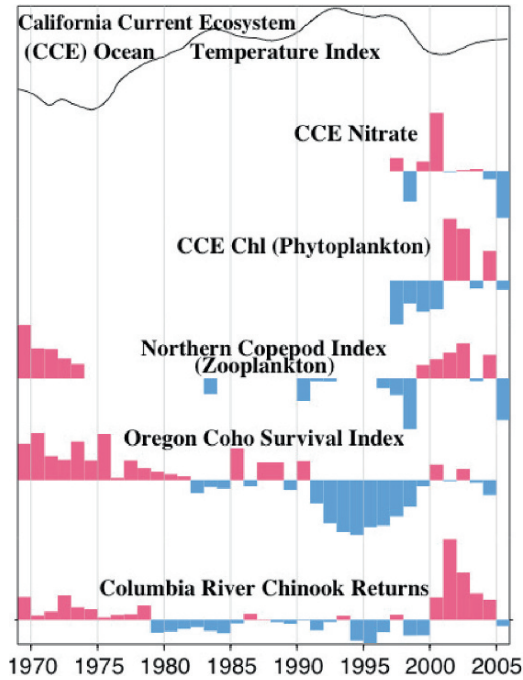 California Current Ecosystem
(CCE) Ocean Temperature Index
CCE Nitrate
CCE Chl (Phytoplankton)
Northern Copepod Index
(Zooplankton)
Oregon Coho Survival Index
Columbia River Chinook Returns
1970 1975 1980 1985 1990 1995 2000 2005